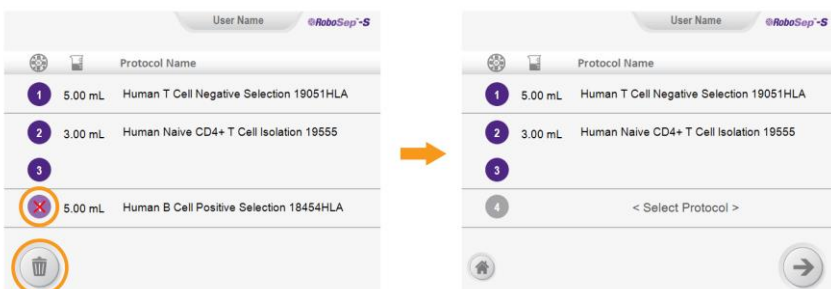 User Name RoboSep®-S
Protocol Name
1 5.00 mL Human T Cell Negative Selection 19051HLA
2 3.00 mL Human Naive CD4+ T Cell Isolation 19555
3
5.00 mL Human B Cell Positive Selection 18454HLA
User Name RoboSep®-S
Protocol Name
1 5.00 mL Human T Cell Negative Selection 19051HLA
2 3.00 mL Human Naive CD4+ T Cell Isolation 19555
3
4 < Select Protocol >